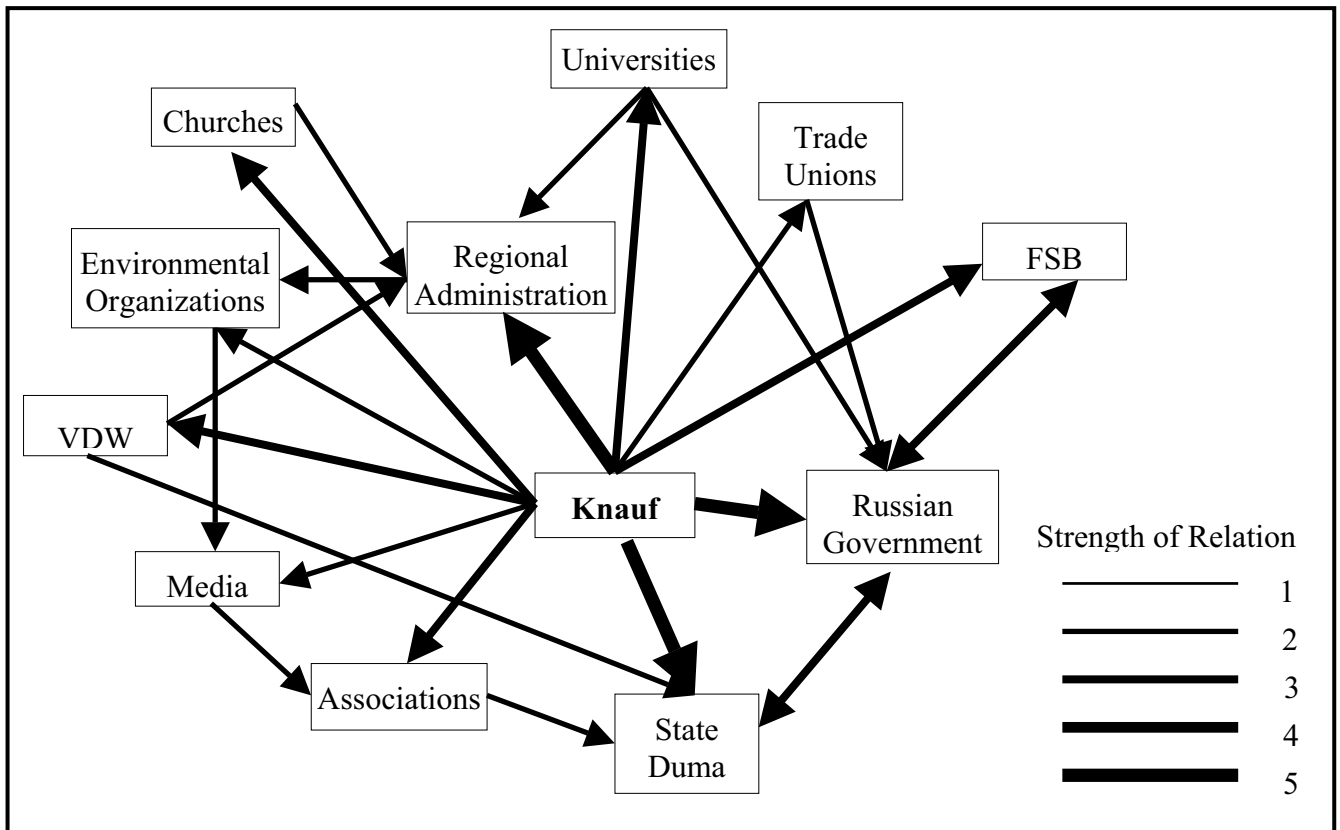 Universities
Churches
Trade
Unions
Environmental
Organizations
Regional
Administration
FSB
VDW
Knauf
Russian
Government
Media
Associations
State
Duma
Strength of Relation
1
2
3
4
5